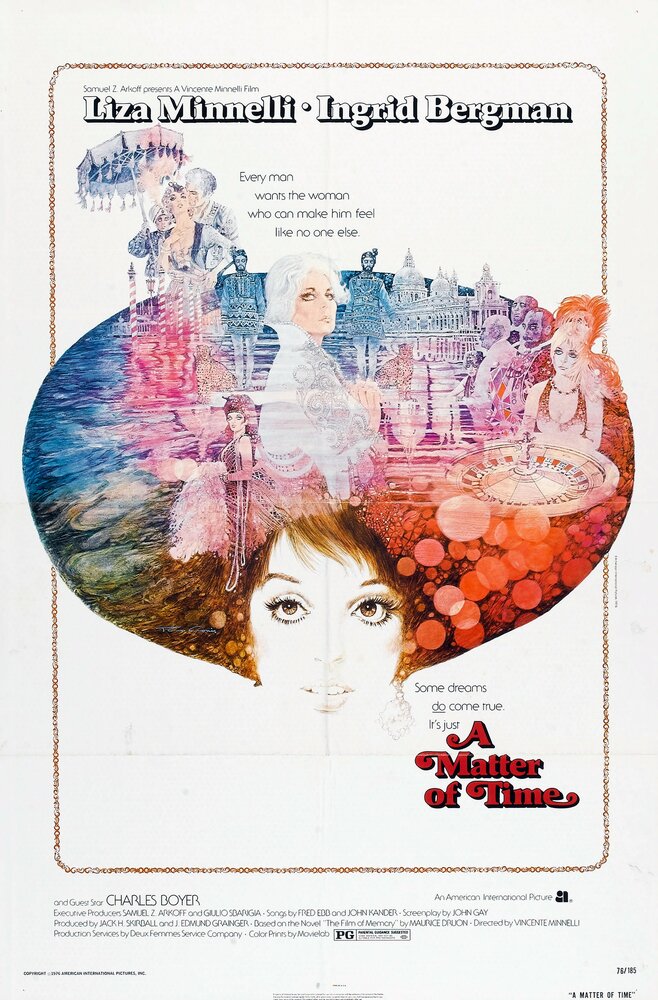 Samuel Z. Arkoff presents A Vincente Minnelli Film
Liza Minnelli • Ingrid Bergman
Every man
wants the woman
who can make him feel
like no one else.
Some dreams
do come true.
It's just
A
Matter
of Time
and Guest Star CHARLES BOYER
An American International Picture
Executive Producers SAMUEL Z. ARKOFF and GIULIO SBARIGIA • Songs by FRED EBB and JOHN KANDER • Screenplay by JOHN GAY
Produced by JACK H. SKIRBALL and J. EDMUND GRAINGER • Based on the Novel "The Film of Memory" by MAURICE DRUON • Directed by VINCENTE MINNELLI
Production Services by Deux Femmes Service Company • Color Prints by Movielab PG PARENTAL GUIDANCE SUGGESTED
COPYRIGHT ©1976 AMERICAN INTERNATIONAL PICTURES, INC.
76/185
"A MATTER OF TIME"